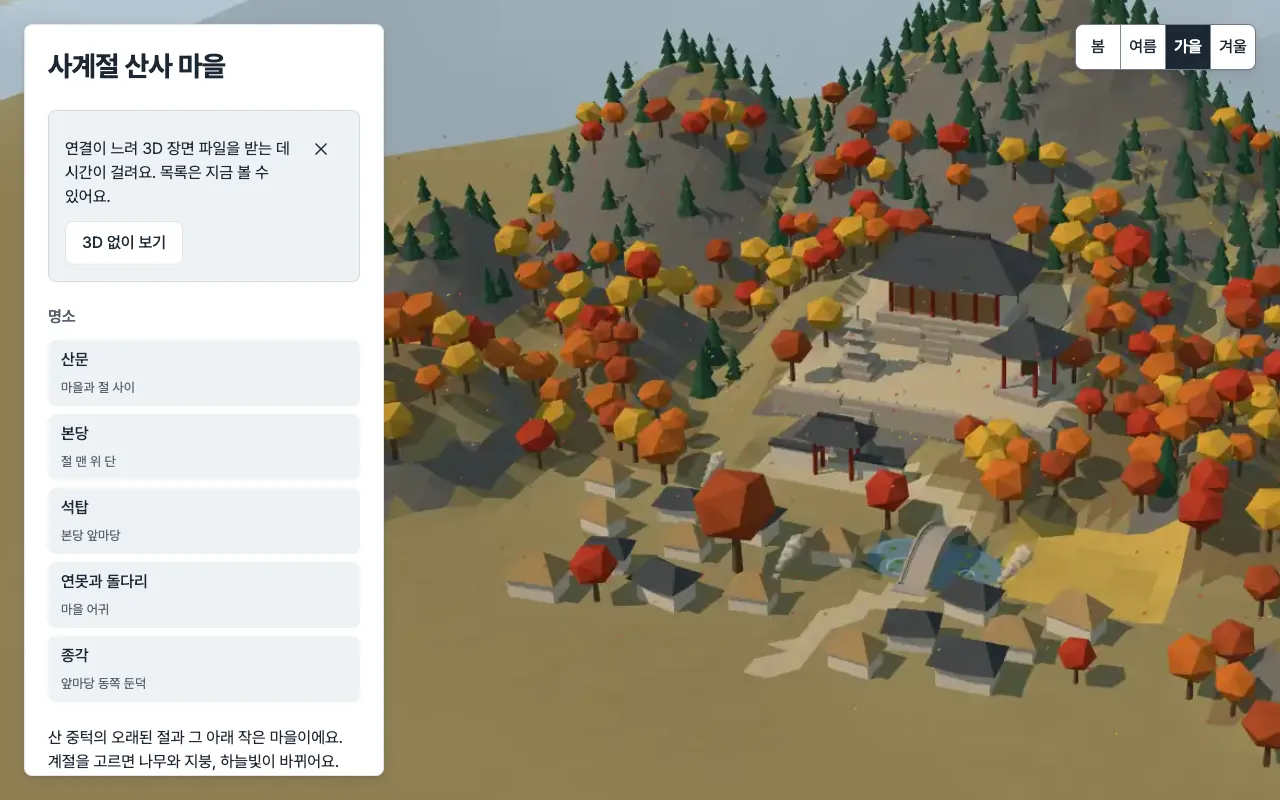 사계절 산사 마을
봄 여름 가을 겨울
연결이 느려 3D 장면 파일을 받는 데
시간이 걸려요. 목록은 지금 볼 수
있어요.
3D 없이 보기
명소
산문
마을과 절 사이
본당
절 맨 위 단
석탑
본당 앞마당
연못과 돌다리
마을 어귀
종각
앞마당 동쪽 둔덕
산 중턱의 오래된 절과 그 아래 작은 마을이에요.
계절을 고르면 나무와 지붕, 하늘빛이 바뀌어요.